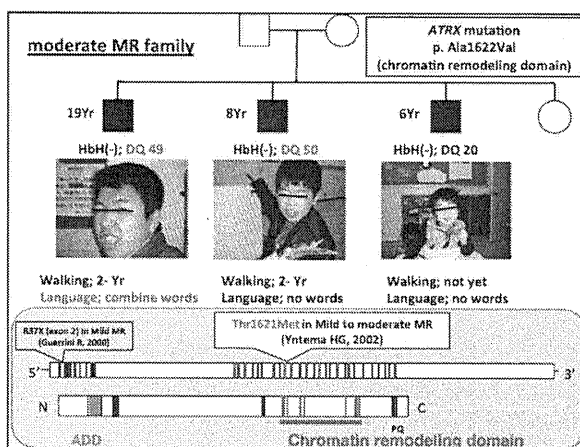 moderate MR family
ATRX mutation
p. Ala1622Val
(chromatin remodeling domain)
19Yr
8Yr
6Yr
HbH(-); DQ 49
HbH(-); DQ 50
HbH(-); DQ 20
Walking; 2- Yr
Language; combine words
Walking; 2- Yr
Language; no words
Walking; not yet
Language; no words
R37X (exon 2) in Mild MR
(Guerrini R, 2000)
Thr1621Met in Mild to moderate MR
(Yntema HG, 2002)
5'
3'
N
C
PQ
ADD
Chromatin remodeling domain